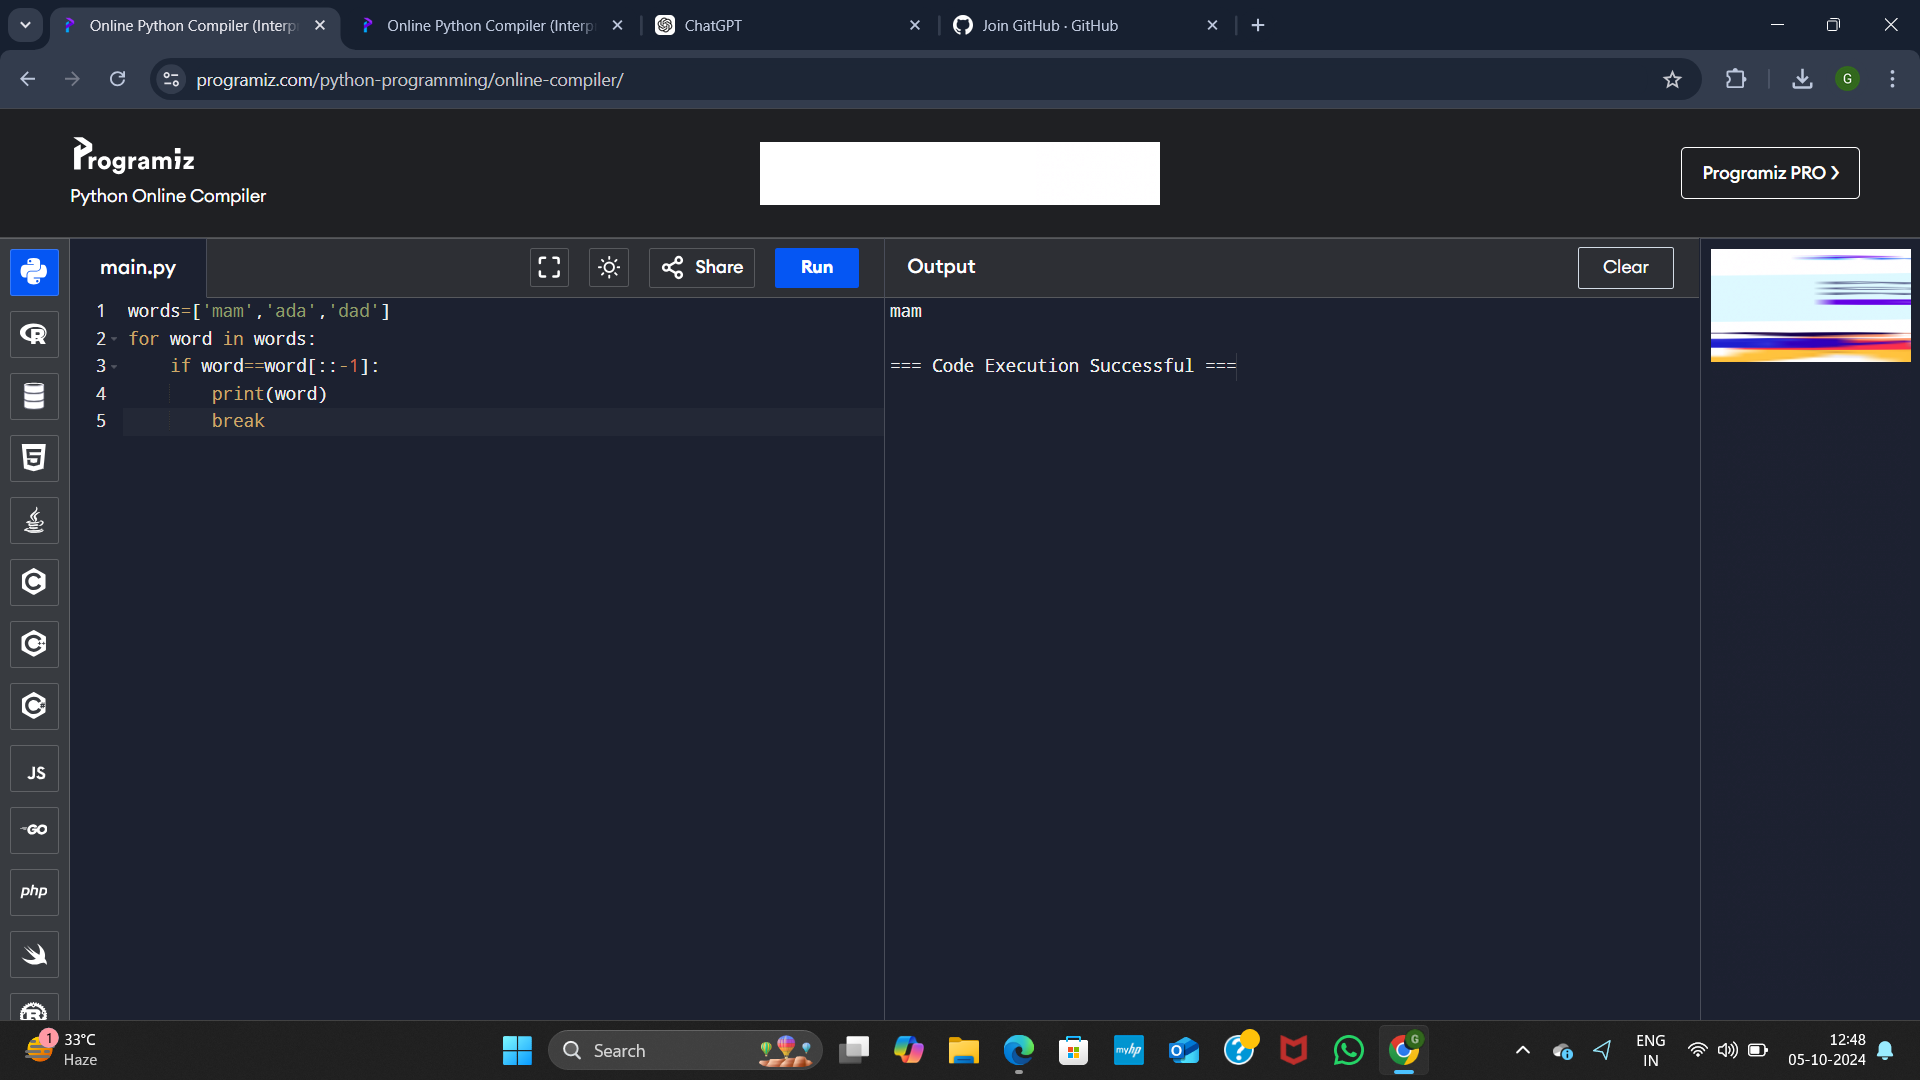 Online Python Compiler (Interp
Online Python Compiler (Interp
ChatGPT
Join GitHub · GitHub
programiz.com/python-programming/online-compiler/
G
Programiz
Python Online Compiler
Programiz PRO ❯
main.py
Share
Run
Output
Clear
1 words=['mam','ada','dad']
2 for word in words:
3 if word==word[::-1]:
4 print(word)
5 break
mam
=== Code Execution Successful ===
JS
GO
php
1
33°C
Haze
Search
myhp
G
ENG
IN
12:48
05-10-2024